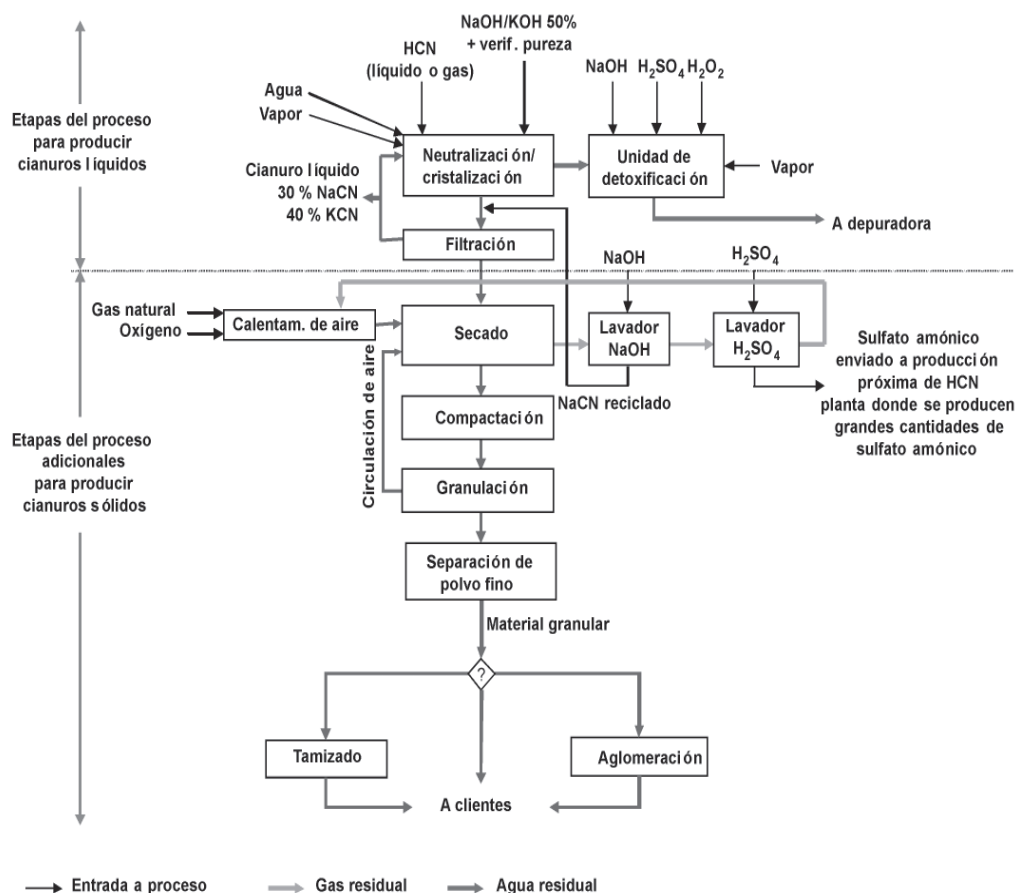 NaOH/KOH 50%
+ verif. pureza
HCN
(líquido o gas)
NaOH
H2SO4
H2O2
Agua
Vapor
Etapas del proceso
para producir
cianuros líquidos
Neutralización/
cristalización
Unidad de
detoxificación
Vapor
Cianuro líquido
30 % NaCN
40 % KCN
A depuradora
Filtración
NaOH
H2SO4
Gas natural
Oxígeno
Calentam. de aire
Secado
Lavador
NaOH
Lavador
H2SO4
Sulfato amónico
enviado a producción
próxima de HCN
planta donde se producen
grandes cantidades de
sulfato amónico
Circulación de aire
NaCN reciclado
Compactación
Etapas del proceso
adicionales
para producir
cianuros sólidos
Granulación
Separación de
polvo fino
Material granular
?
Tamizado
Aglomeración
A clientes
Entrada a proceso
Gas residual
Agua residual